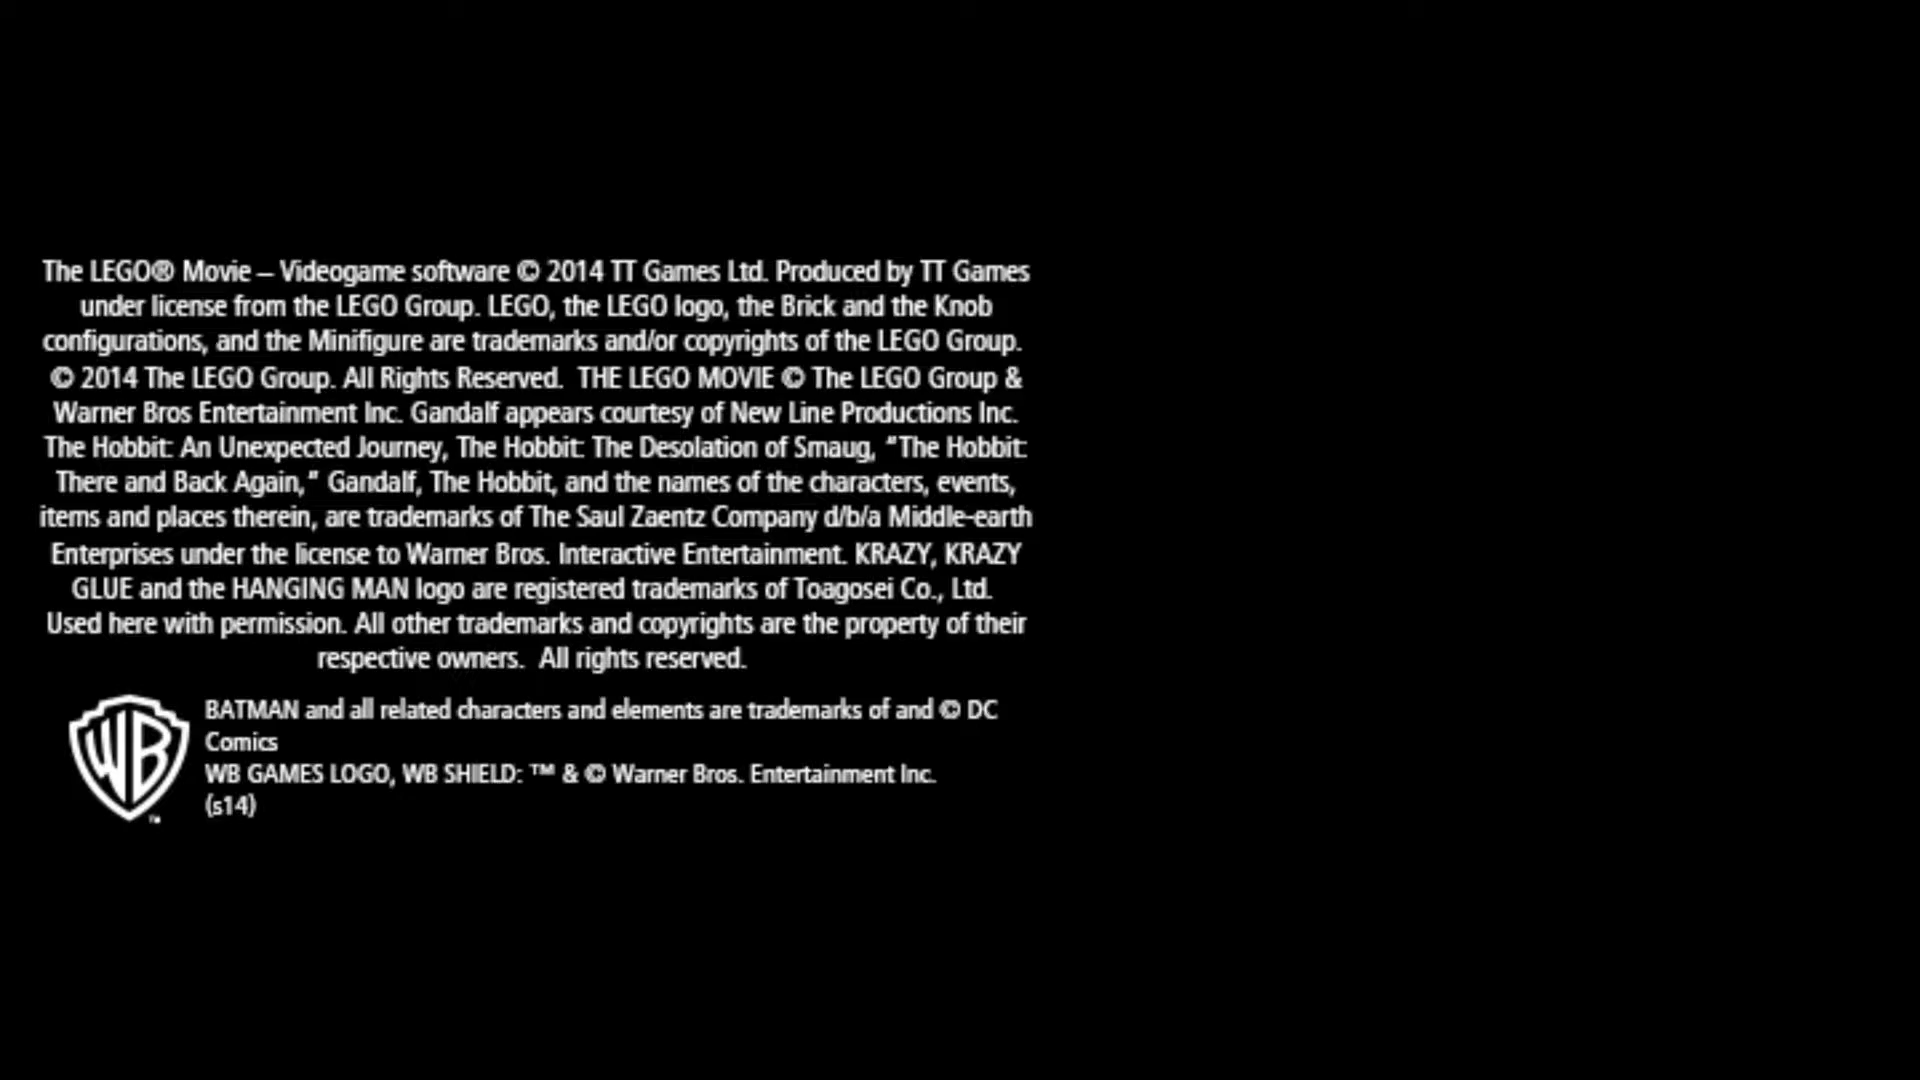 The LEGO® Movie – Videogame software © 2014 TT Games Ltd. Produced by TT Games
under license from the LEGO Group. LEGO, the LEGO logo, the Brick and the Knob
configurations, and the Minifigure are trademarks and/or copyrights of the LEGO Group.
© 2014 The LEGO Group. All Rights Reserved.  THE LEGO MOVIE © The LEGO Group &
Warner Bros Entertainment Inc. Gandalf appears courtesy of New Line Productions Inc.
The Hobbit: An Unexpected Journey, The Hobbit: The Desolation of Smaug, “The Hobbit:
There and Back Again,” Gandalf, The Hobbit, and the names of the characters, events,
items and places therein, are trademarks of The Saul Zaentz Company d/b/a Middle-earth
Enterprises under the license to Warner Bros. Interactive Entertainment. KRAZY, KRAZY
GLUE and the HANGING MAN logo are registered trademarks of Toagosei Co., Ltd.
Used here with permission. All other trademarks and copyrights are the property of their
respective owners.  All rights reserved.
WB
TM
BATMAN and all related characters and elements are trademarks of and © DC
Comics
WB GAMES LOGO, WB SHIELD: ™ & © Warner Bros. Entertainment Inc.
(s14)